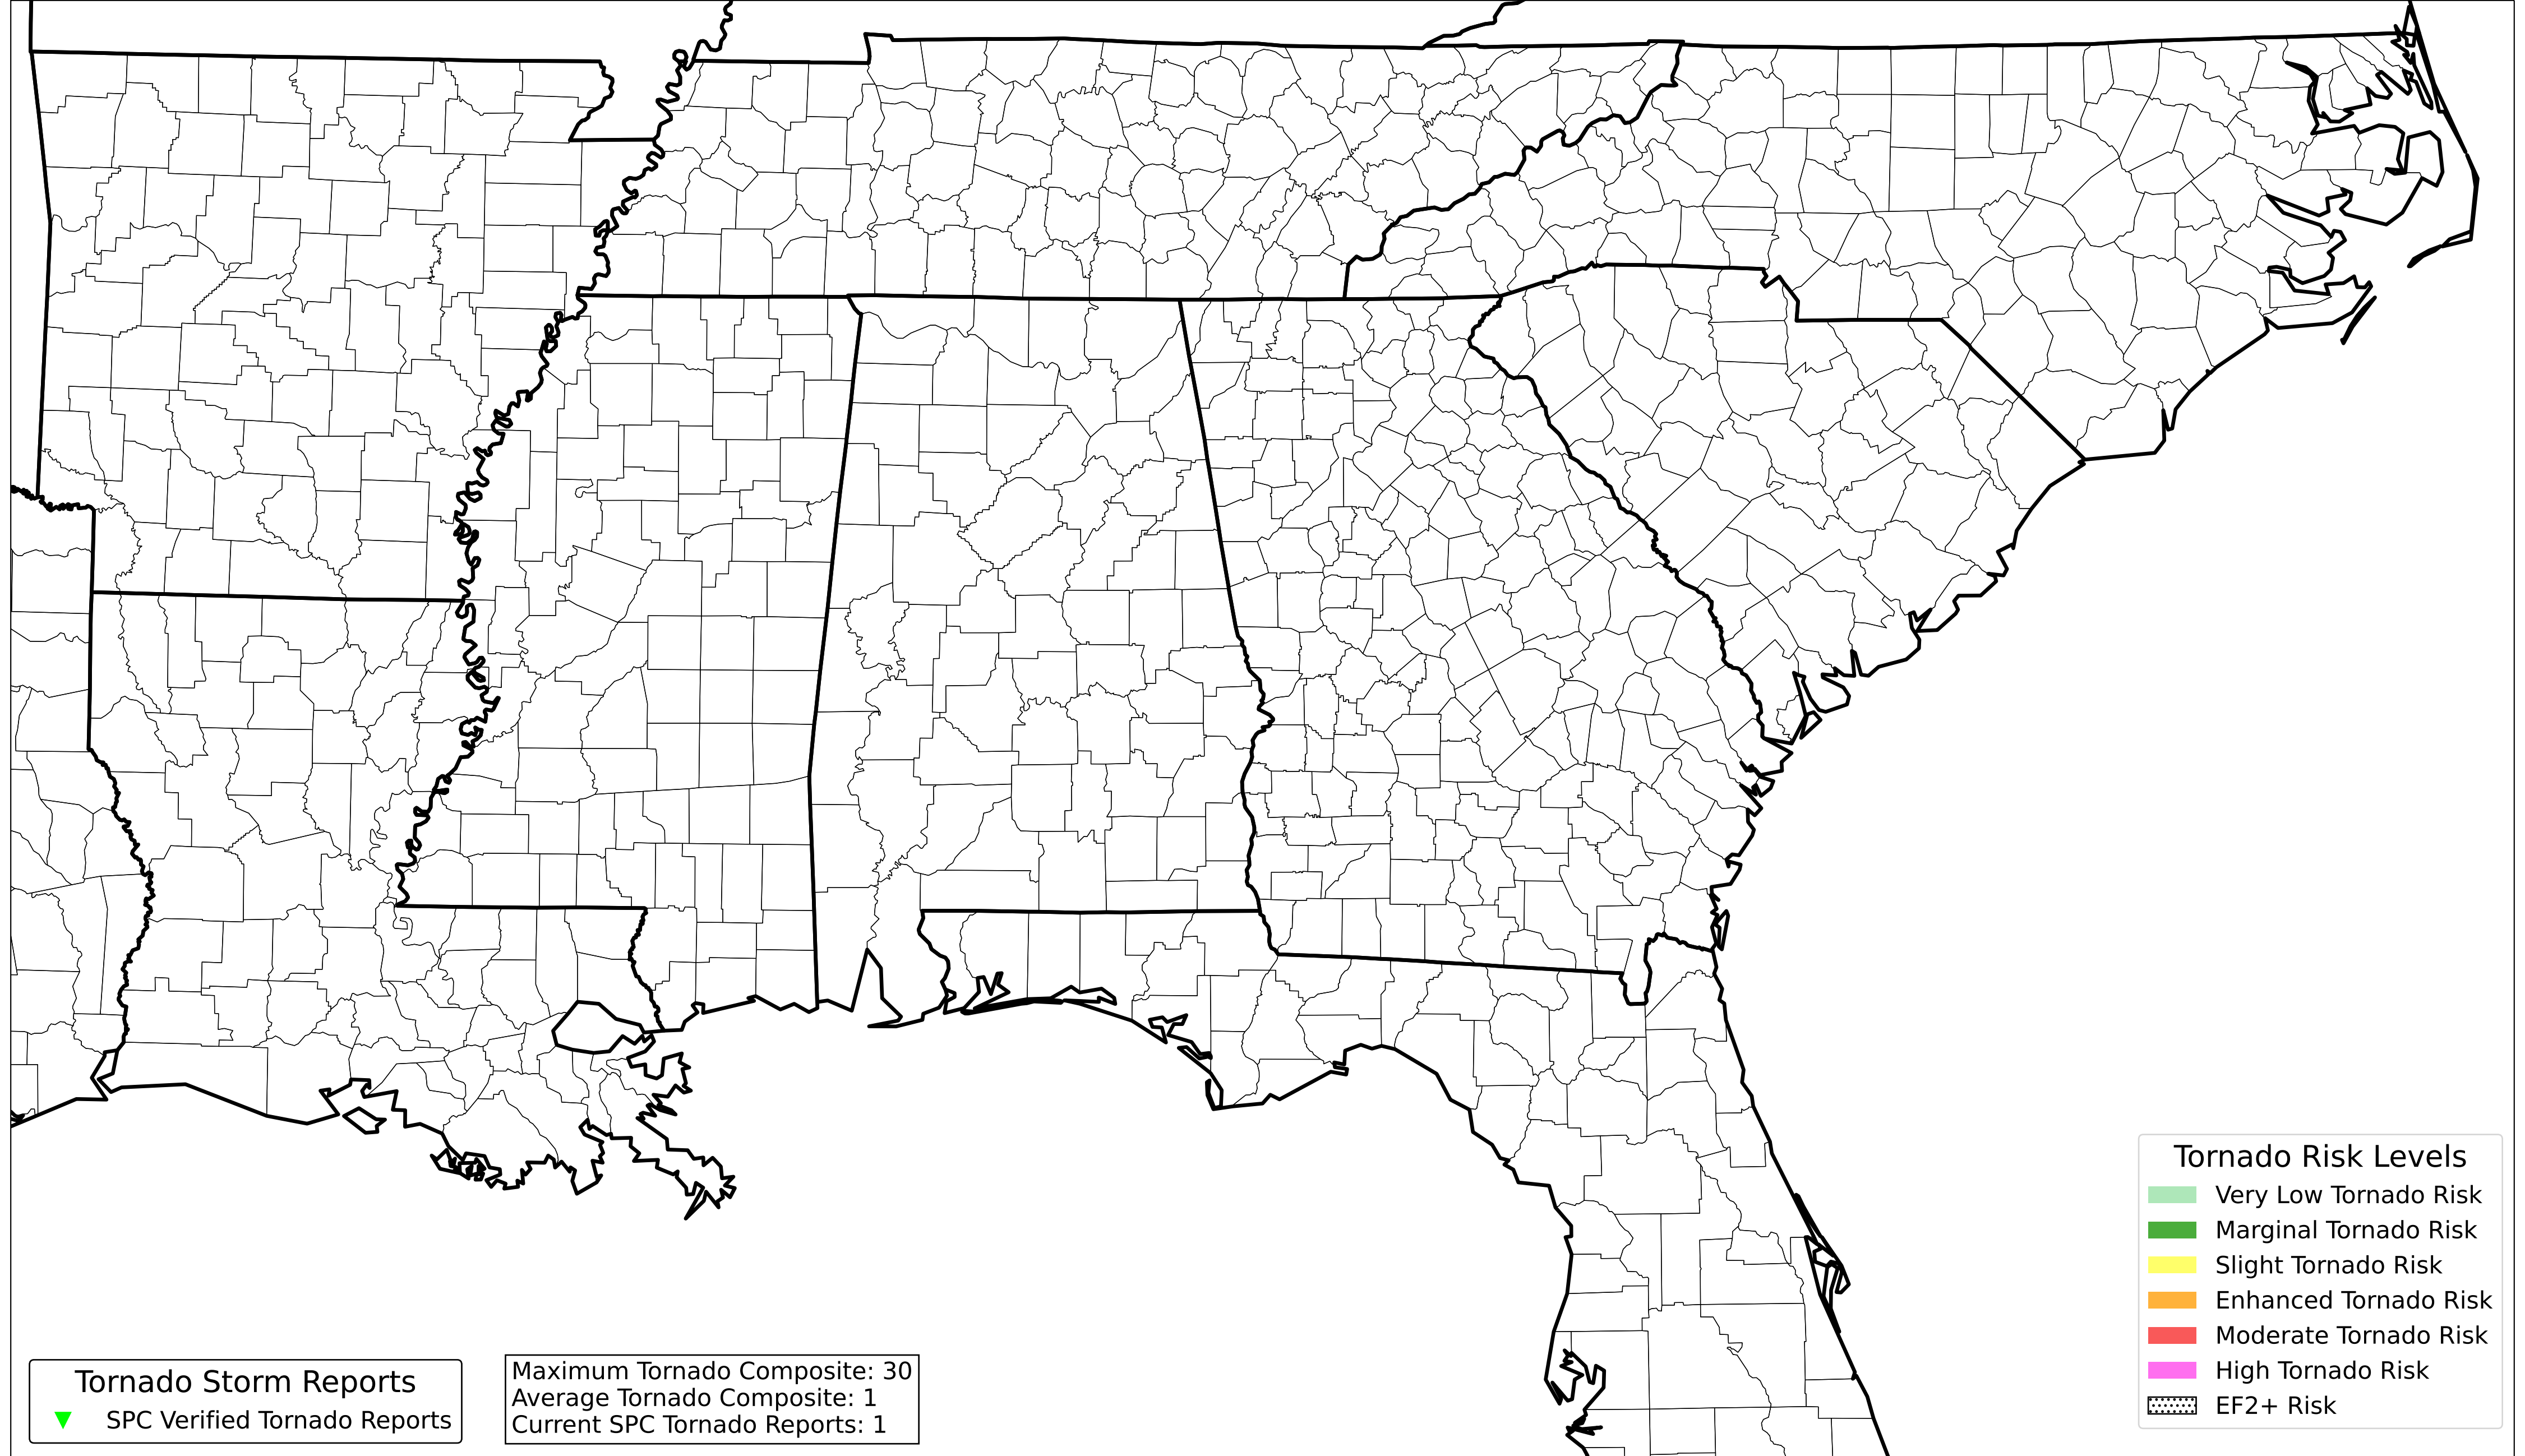 Tornado Risk Levels
Very Low Tornado Risk
Marginal Tornado Risk
Slight Tornado Risk
Enhanced Tornado Risk
Moderate Tornado Risk
High Tornado Risk
EF2+ Risk
Tornado Storm Reports
SPC Verified Tornado Reports
Maximum Tornado Composite: 30
Average Tornado Composite: 1
Current SPC Tornado Reports: 1